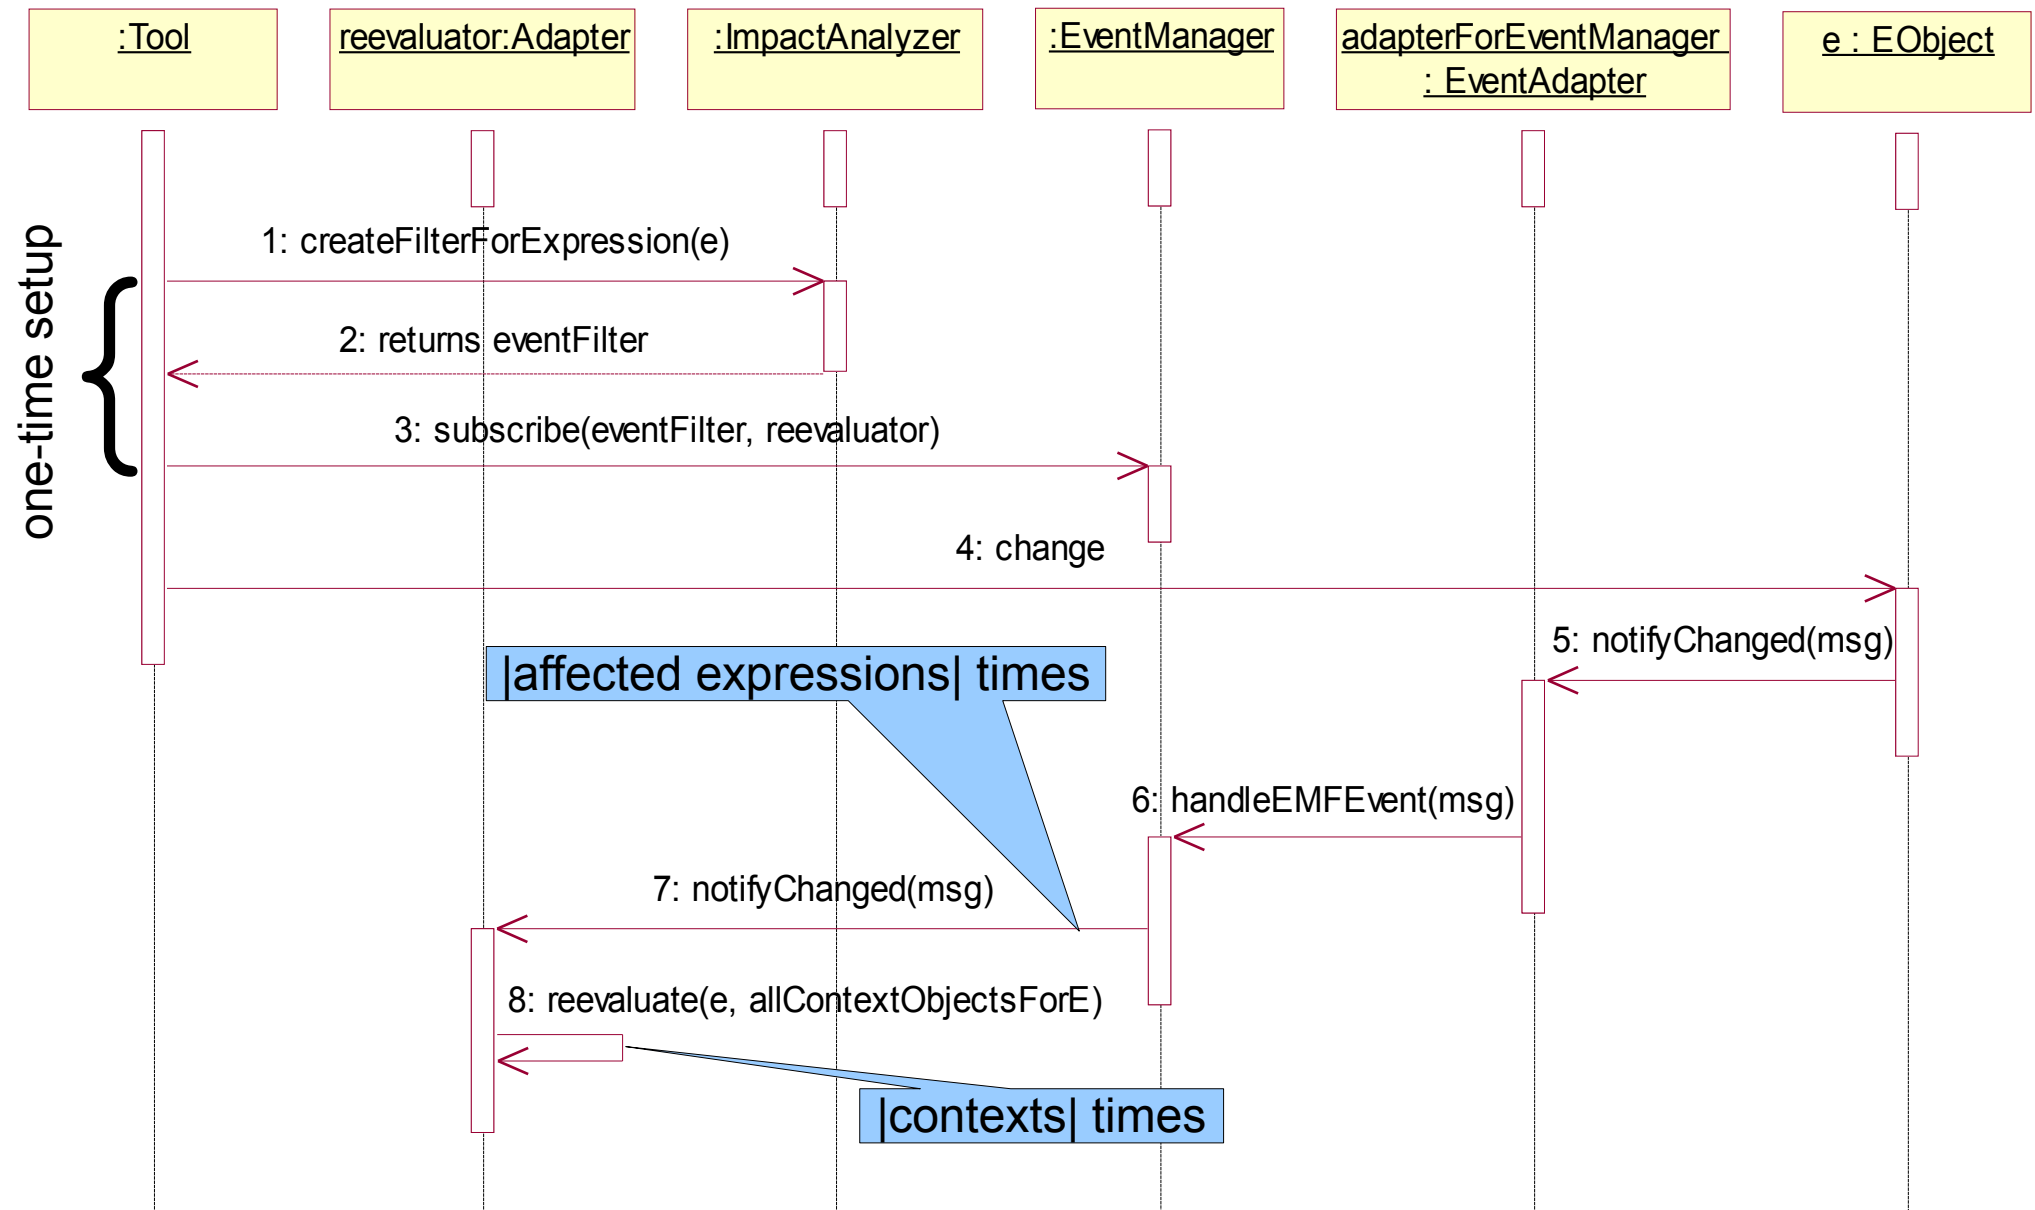 :Tool
reevaluator:Adapter
:ImpactAnalyzer
:EventManager
adapterForEventManager
: EventAdapter
e : EObject
one-time setup
1: createFilterForExpression(e)
2: returns eventFilter
3: subscribe(eventFilter, reevaluator)
4: change
5: notifyChanged(msg)
|affected expressions| times
6: handleEMFEvent(msg)
7: notifyChanged(msg)
8: reevaluate(e, allContextObjectsForE)
|contexts| times